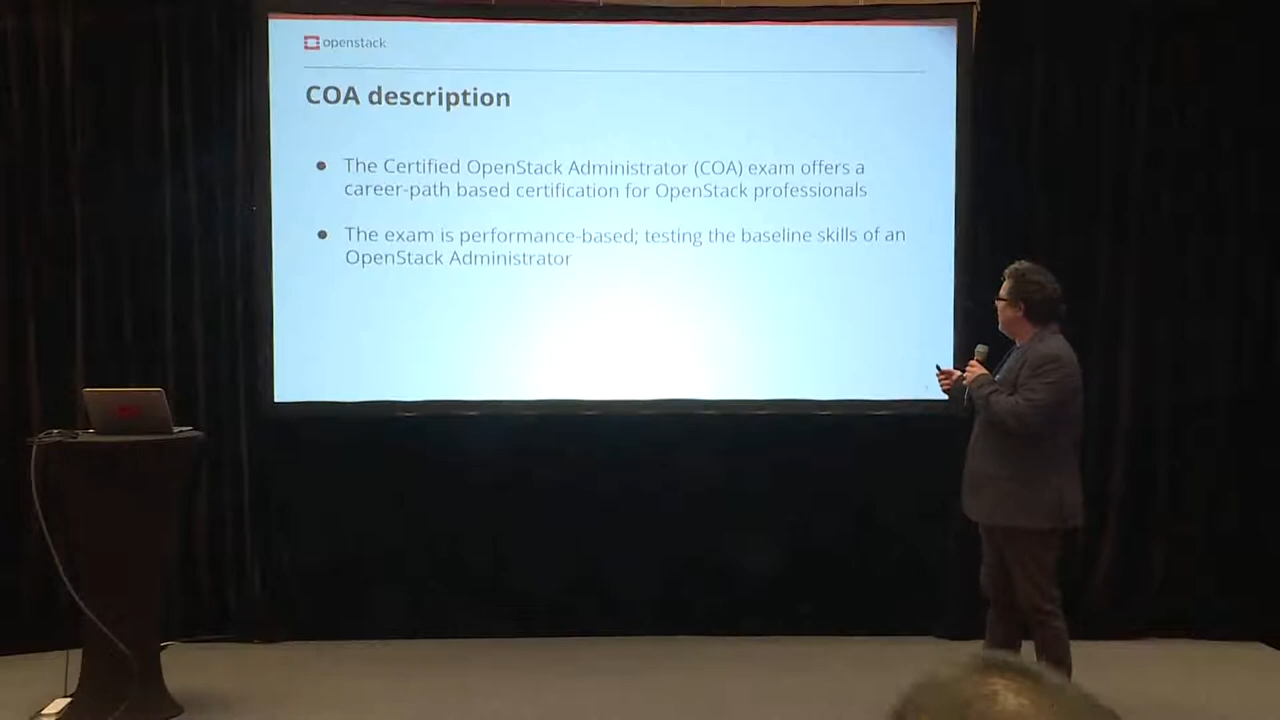 openstack
COA description
The Certified OpenStack Administrator (COA) exam offers a
career-path based certification for OpenStack professionals
The exam is performance-based; testing the baseline skills of an
OpenStack Administrator